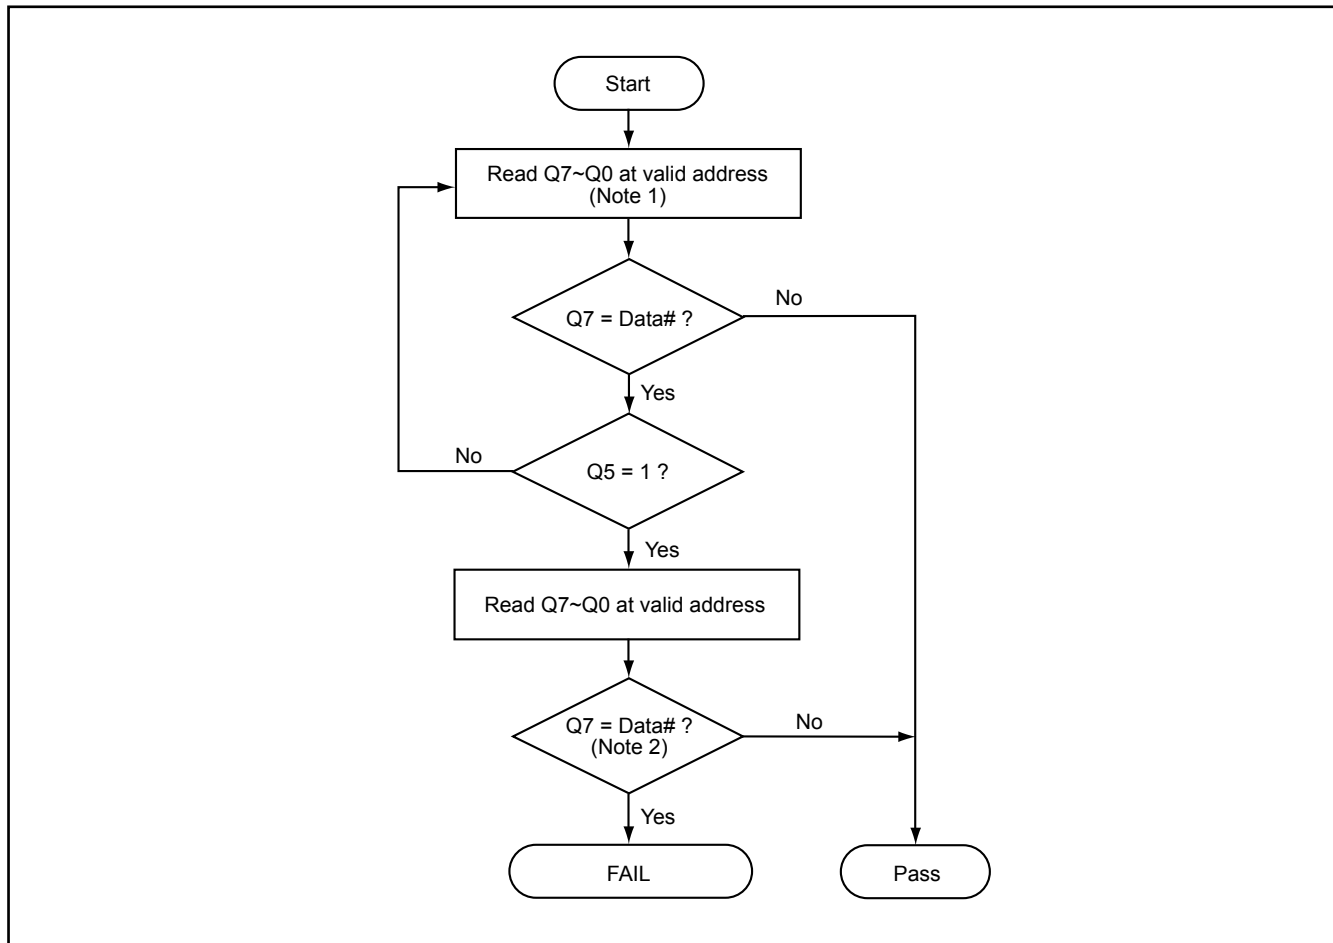 Start
Read Q7~Q0 at valid address
(Note 1)
Q7 = Data# ?
No
Yes
Q5 = 1 ?
No
Yes
Read Q7~Q0 at valid address
Q7 = Data# ?
(Note 2)
No
Yes
FAIL
Pass